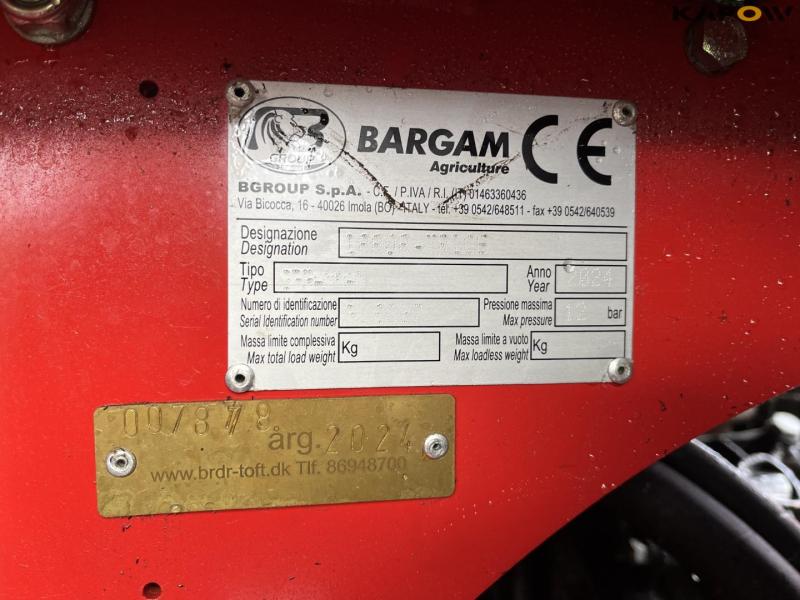 KAPOW
B
GROUP
BARGAM CE
Agriculture
BGROUP S.p.A. - C.F. / P.IVA / R.I. (IT) 01463360436
Via Bicocca, 16 - 40026 Imola (BO) - ITALY - tel. +39 0542/648511 - fax +39 0542/640539
Designazione
Designation
Tipo
Type
Anno
Year 2024
Numero di identificazione
Serial Identification number
Pressione massima
Max pressure 12 bar
Massa limite complessiva
Max total load weight Kg
Massa limite a vuoto
Max loadless weight Kg
007878 årg. 2024
www.brdr-toft.dk Tlf. 86948700